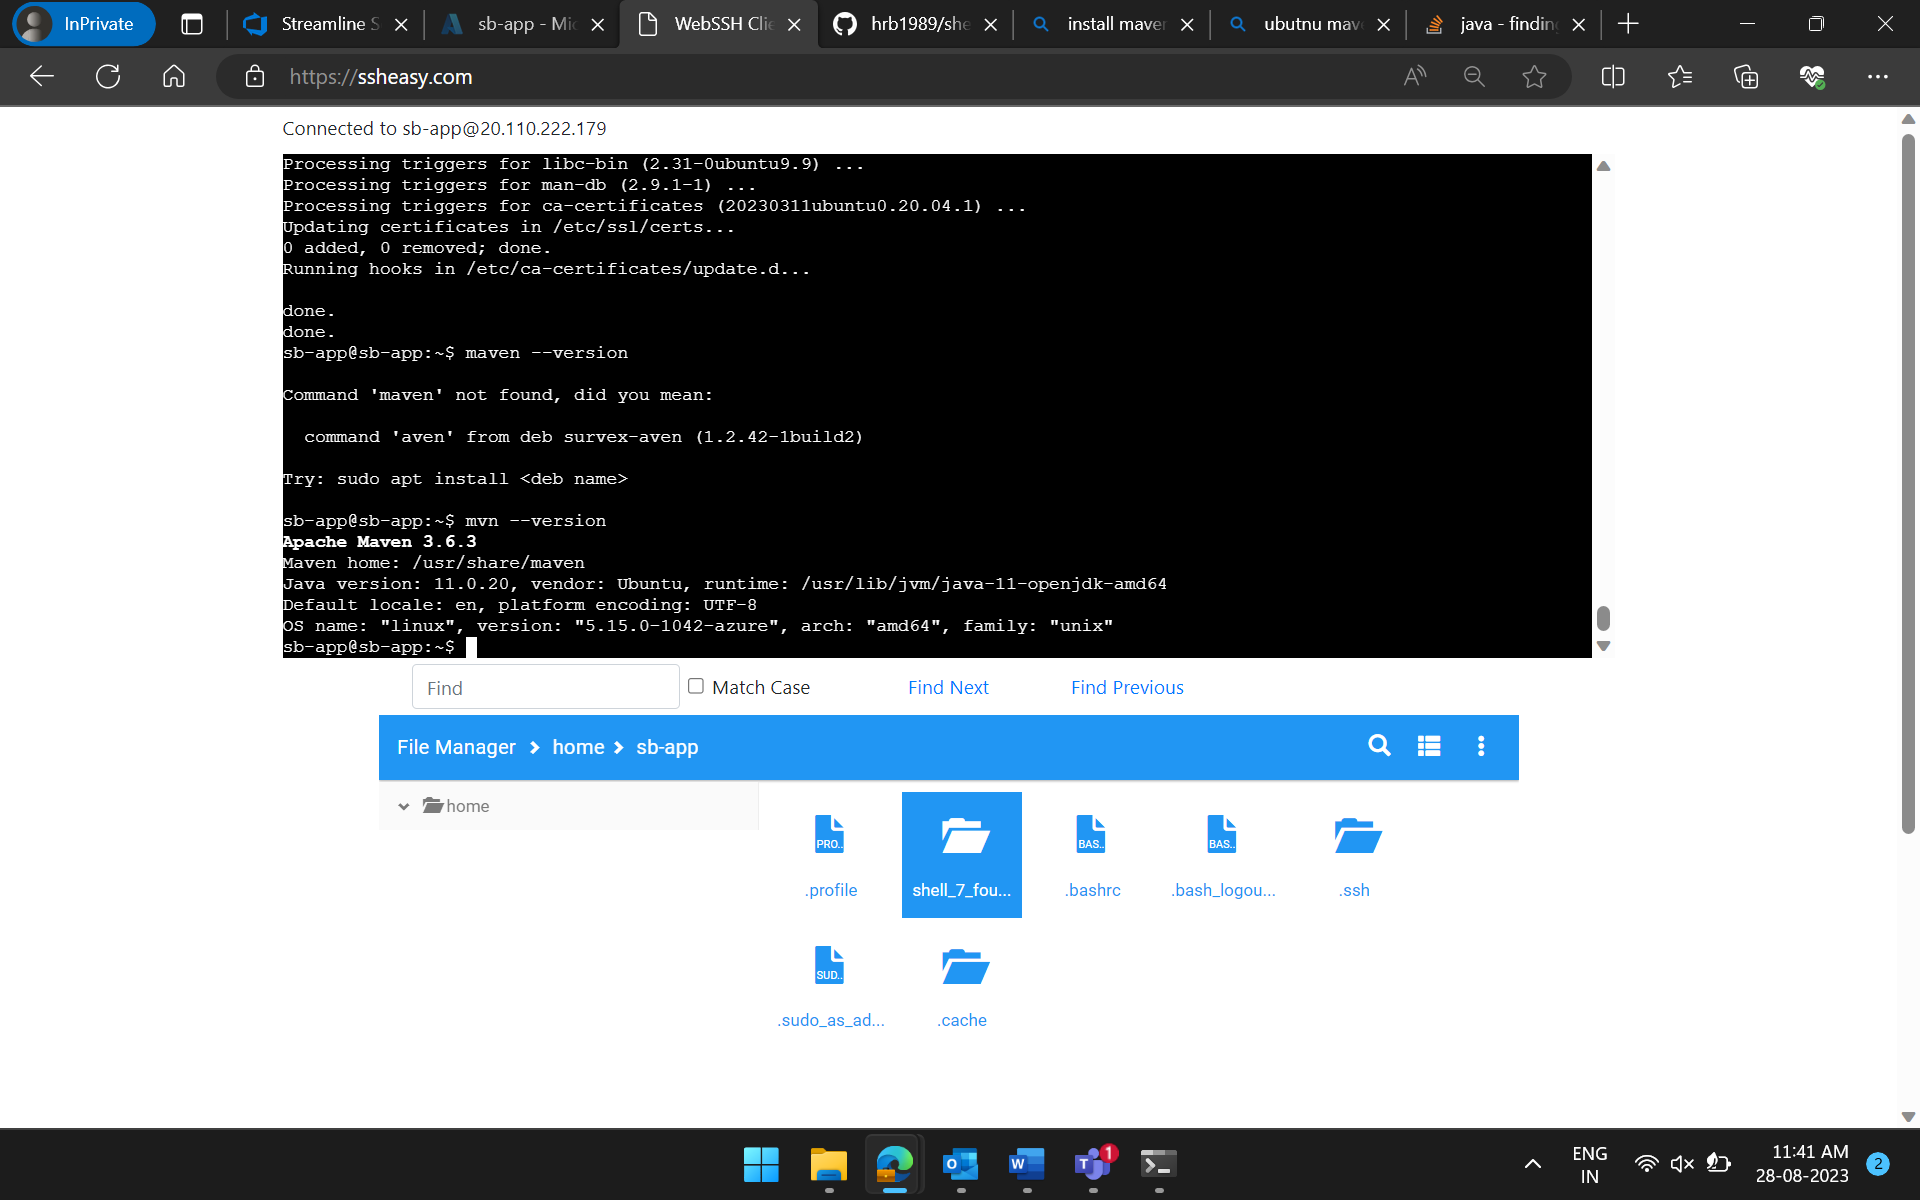 InPrivate
Streamline S
sb-app - Mic
WebSSH Clie
hrb1989/she
install maver
ubutnu mave
java - finding
https://ssheasy.com
Connected to sb-app@20.110.222.179
Processing triggers for libc-bin (2.31-0ubuntu9.9) ...
Processing triggers for man-db (2.9.1-1) ...
Processing triggers for ca-certificates (20230311ubuntu0.20.04.1) ...
Updating certificates in /etc/ssl/certs...
0 added, 0 removed; done.
Running hooks in /etc/ca-certificates/update.d...
done.
done.
sb-app@sb-app:~$ maven --version
Command 'maven' not found, did you mean:
command 'aven' from deb survex-aven (1.2.42-1build2)
Try: sudo apt install <deb name>
sb-app@sb-app:~$ mvn --version
Apache Maven 3.6.3
Maven home: /usr/share/maven
Java version: 11.0.20, vendor: Ubuntu, runtime: /usr/lib/jvm/java-11-openjdk-amd64
Default locale: en, platform encoding: UTF-8
OS name: "linux", version: "5.15.0-1042-azure", arch: "amd64", family: "unix"
sb-app@sb-app:~$
Find
Match Case
Find Next
Find Previous
File Manager
home
sb-app
home
PRO..
BAS..
BAS..
.profile
shell_7_fou...
.bashrc
.bash_logou...
.ssh
SUD..
.sudo_as_ad...
.cache
1
ENG
IN
11:41 AM
28-08-2023
2